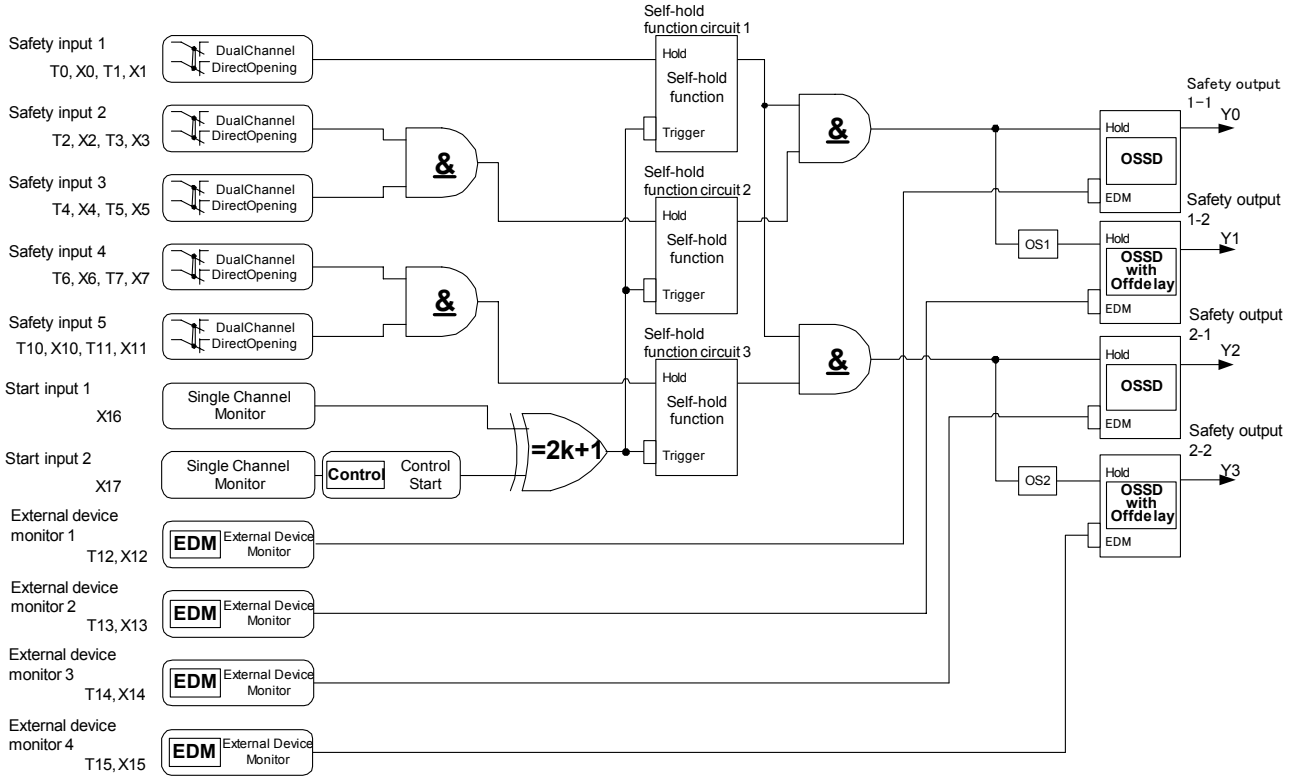 Safety input 1
T0, X0, T1, X1
DualChannel
DirectOpening
Safety input 2
T2, X2, T3, X3
DualChannel
DirectOpening
Safety input 3
T4, X4, T5, X5
DualChannel
DirectOpening
Safety input 4
T6, X6, T7, X7
DualChannel
DirectOpening
Safety input 5
T10, X10, T11, X11
DualChannel
DirectOpening
Start input 1
X16
Single Channel
Monitor
Start input 2
X17
Single Channel
Monitor
Control
Control
Start
External device
monitor 1
T12, X12
EDM
External Device
Monitor
External device
monitor 2
T13, X13
EDM
External Device
Monitor
External device
monitor 3
T14, X14
EDM
External Device
Monitor
External device
monitor 4
T15, X15
EDM
External Device
Monitor
&
&
=2k+1
Self-hold
function circuit 1
Hold
Self-hold
function
Trigger
Self-hold
function circuit 2
Hold
Self-hold
function
Trigger
Self-hold
function circuit 3
Hold
Self-hold
function
Trigger
&
&
OS1
OS2
Safety output
1-1
Y0
Hold
OSSD
EDM
Safety output
1-2
Y1
Hold
OSSD
with
Offdelay
EDM
Safety output
2-1
Y2
Hold
OSSD
EDM
Safety output
2-2
Y3
Hold
OSSD
with
Offdelay
EDM